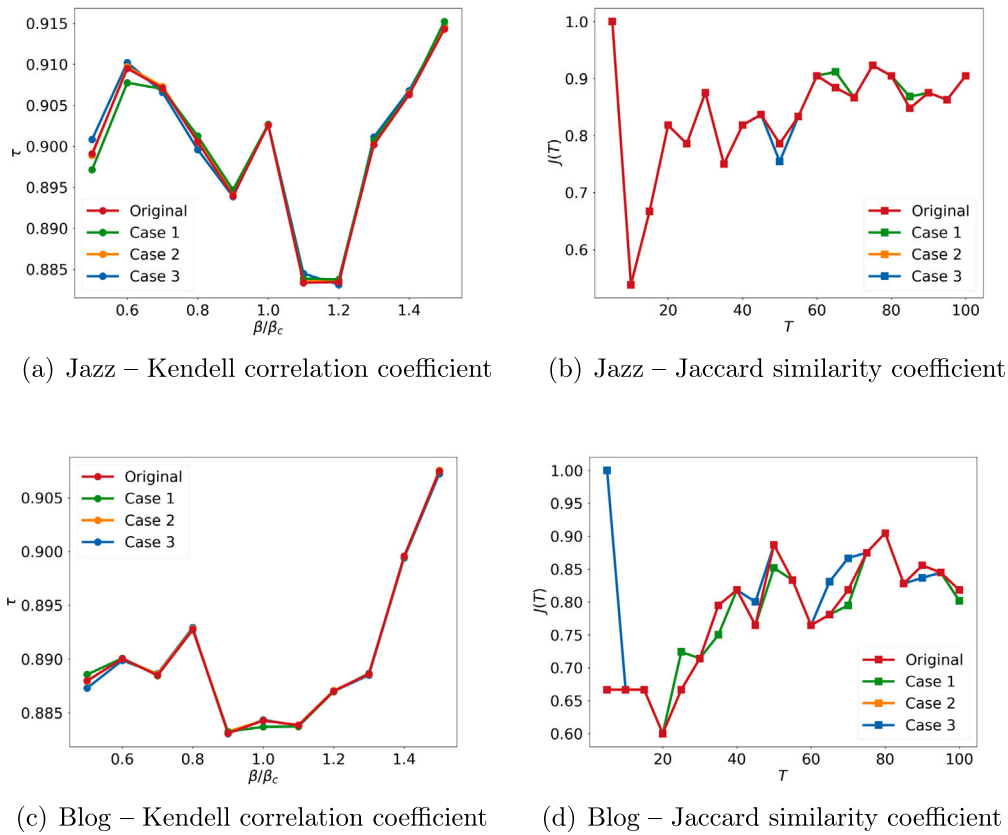 0.915
0.910
0.905
0.900
0.895
0.890
0.885
τ
0.6 0.8 1.0 1.2 1.4
β/βc
Original
Case 1
Case 2
Case 3
(a) Jazz – Kendell correlation coefficient
1.0
0.9
0.8
0.7
0.6
J(T)
20 40 60 80 100
T
Original
Case 1
Case 2
Case 3
(b) Jazz – Jaccard similarity coefficient
0.905
0.900
0.895
0.890
0.885
τ
0.6 0.8 1.0 1.2 1.4
β/βc
Original
Case 1
Case 2
Case 3
(c) Blog – Kendell correlation coefficient
1.00
0.95
0.90
0.85
0.80
0.75
0.70
0.65
0.60
J(T)
20 40 60 80 100
T
Original
Case 1
Case 2
Case 3
(d) Blog – Jaccard similarity coefficient